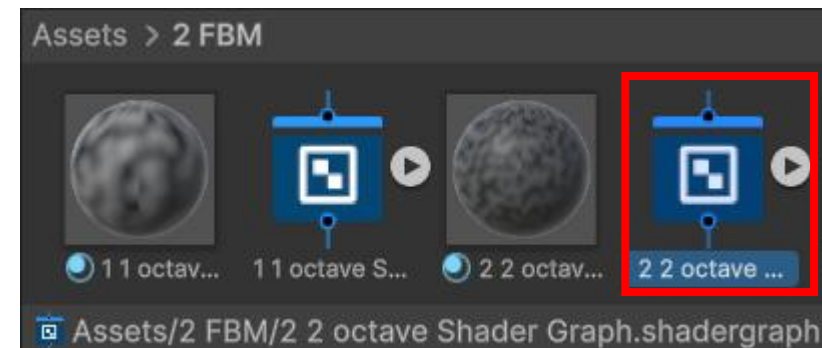 Assets > 2 FBM
1 1 octav... 1 1 octave S... 2 2 octav... 2 2 octave ...
Assets/2 FBM/2 2 octave Shader Graph.shadergraph